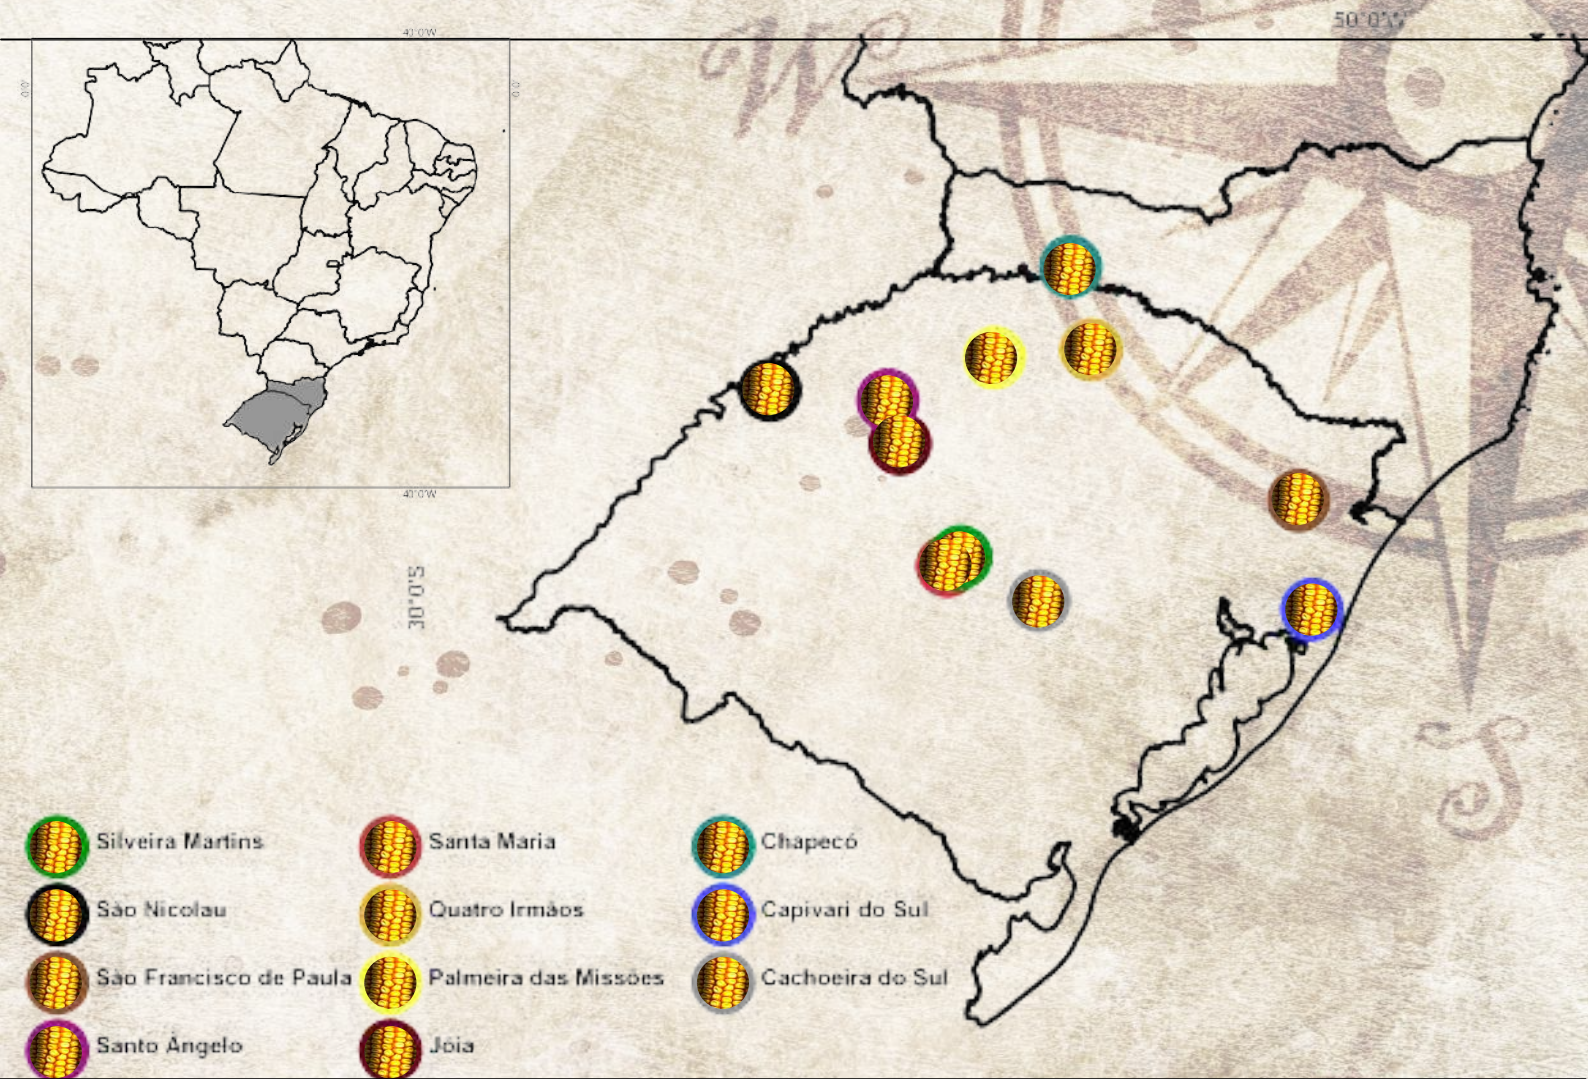 50°0'W
40°0'W
0°0'
0°0'
W
40°0'W
30°0'S
S
Silveira Martins
Santa Maria
Chapecó
São Nicolau
Quatro Irmãos
Capivari do Sul
São Francisco de Paula
Palmeira das Missões
Cachoeira do Sul
Santo Ângelo
Jóia